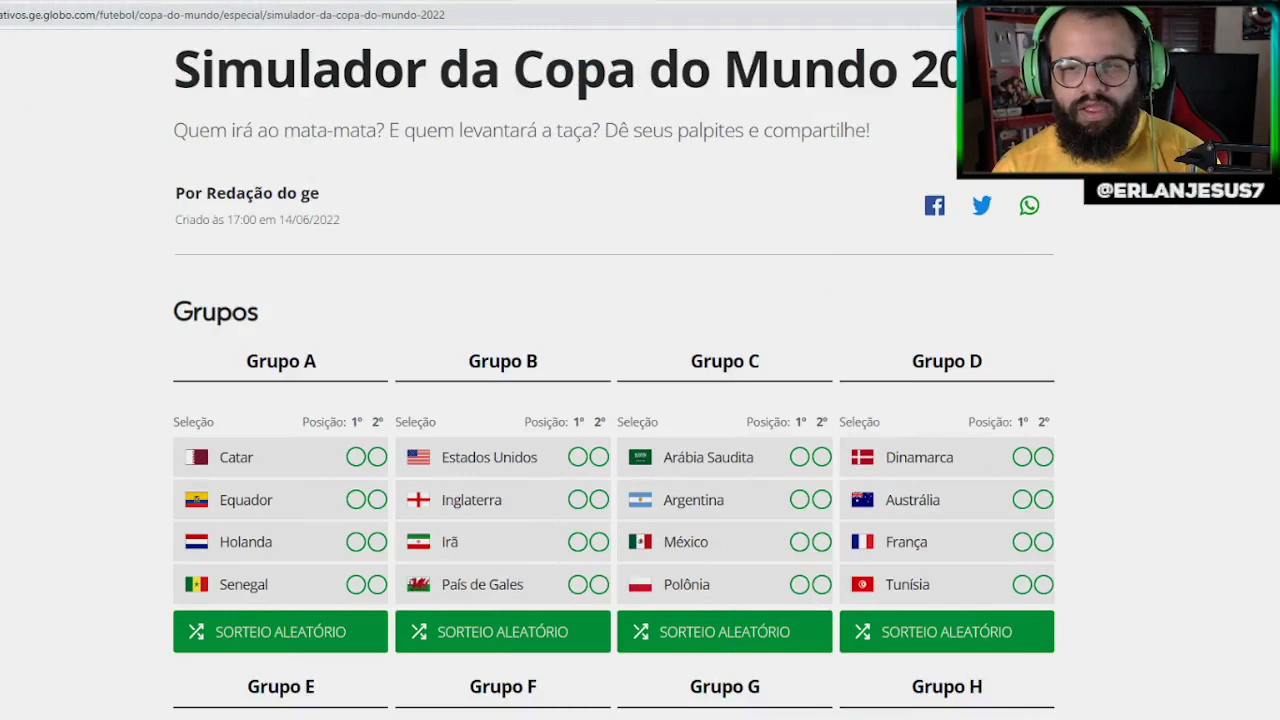 ativos.ge.globo.com/futebol/copa-do-mundo/especial/simulador-da-copa-do-mundo-2022
Simulador da Copa do Mundo
Quem irá ao mata-mata? E quem levantará a taça? Dê seus palpites e compartilhe!
@ERLANJESUS7
Por Redação do ge
Criado às 17:00 em 14/06/2022
Grupos
Grupo A Grupo B Grupo C Grupo D
Seleção Posição: 1º 2º Seleção Posição: 1º 2º Seleção Posição: 1º 2º Seleção Posição: 1º 2º
Catar Estados Unidos Arábia Saudita Dinamarca
Equador Inglaterra Argentina Austrália
Holanda Irã México França
Senegal País de Gales Polônia Tunísia
SORTEIO ALEATÓRIO SORTEIO ALEATÓRIO SORTEIO ALEATÓRIO SORTEIO ALEATÓRIO
Grupo E Grupo F Grupo G Grupo H